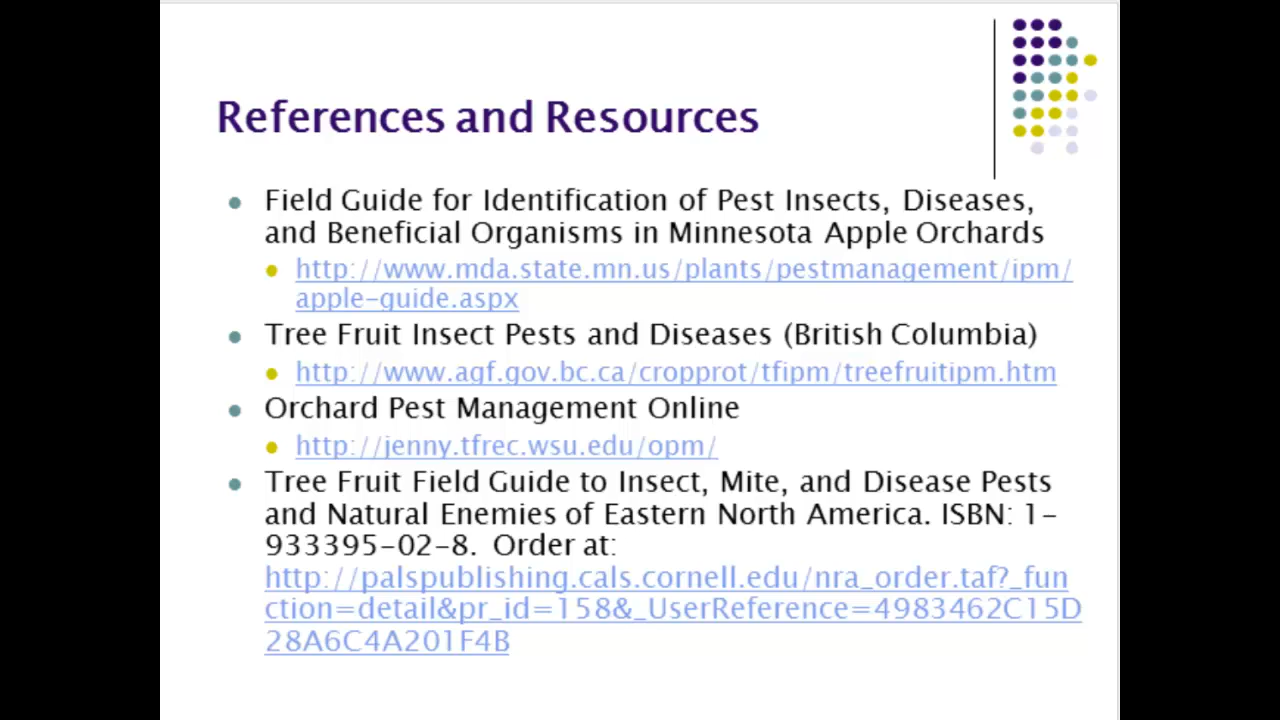 References and Resources
Field Guide for Identification of Pest Insects, Diseases,
and Beneficial Organisms in Minnesota Apple Orchards
http://www.mda.state.mn.us/plants/pestmanagement/ipm/
apple-guide.aspx
Tree Fruit Insect Pests and Diseases (British Columbia)
http://www.agf.gov.bc.ca/cropprot/tfipm/treefruitipm.htm
Orchard Pest Management Online
http://jenny.tfrec.wsu.edu/opm/
Tree Fruit Field Guide to Insect, Mite, and Disease Pests
and Natural Enemies of Eastern North America. ISBN: 1-
933395-02-8. Order at:
http://palspublishing.cals.cornell.edu/nra_order.taf?_fun
ction=detail&pr_id=158&_UserReference=4983462C15D
28A6C4A201F4B